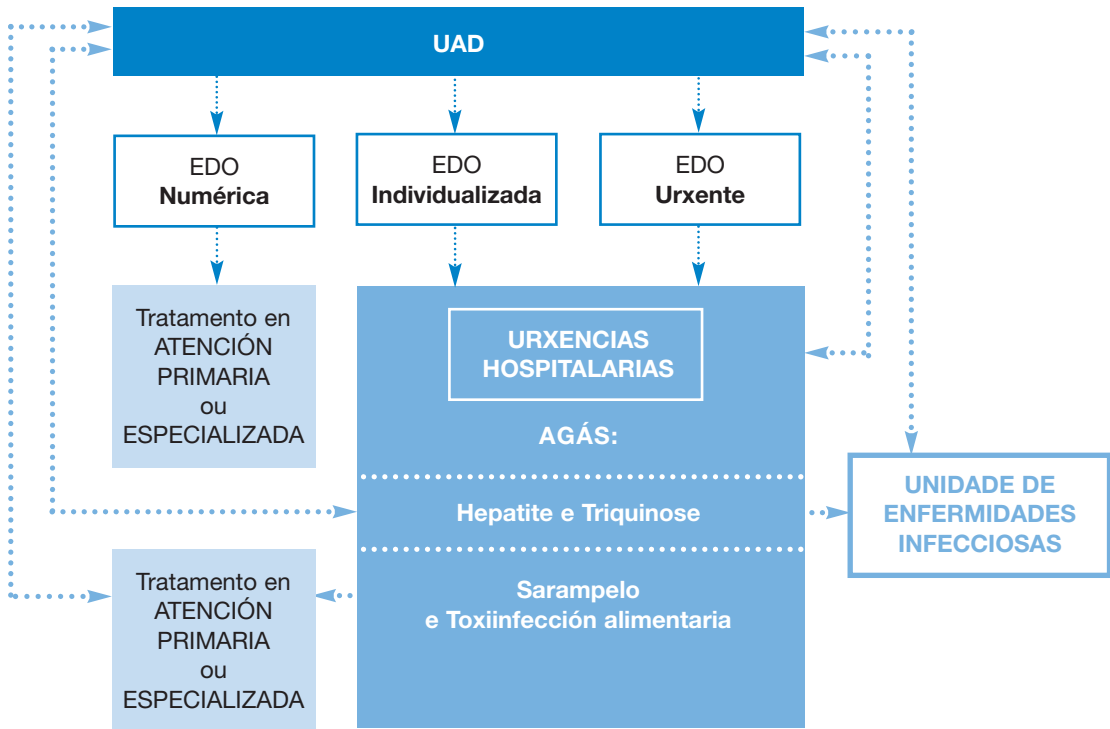 UAD
EDO
Numérica
EDO
Individualizada
EDO
Urxente
Tratamento en
ATENCIÓN
PRIMARIA
ou
ESPECIALIZADA
URXENCIAS
HOSPITALARIAS
AGÁS:
Hepatite e Triquinose
Sarampelo
e Toxiinfección alimentaria
UNIDADE DE
ENFERMIDADES
INFECCIOSAS
Tratamento en
ATENCIÓN
PRIMARIA
ou
ESPECIALIZADA